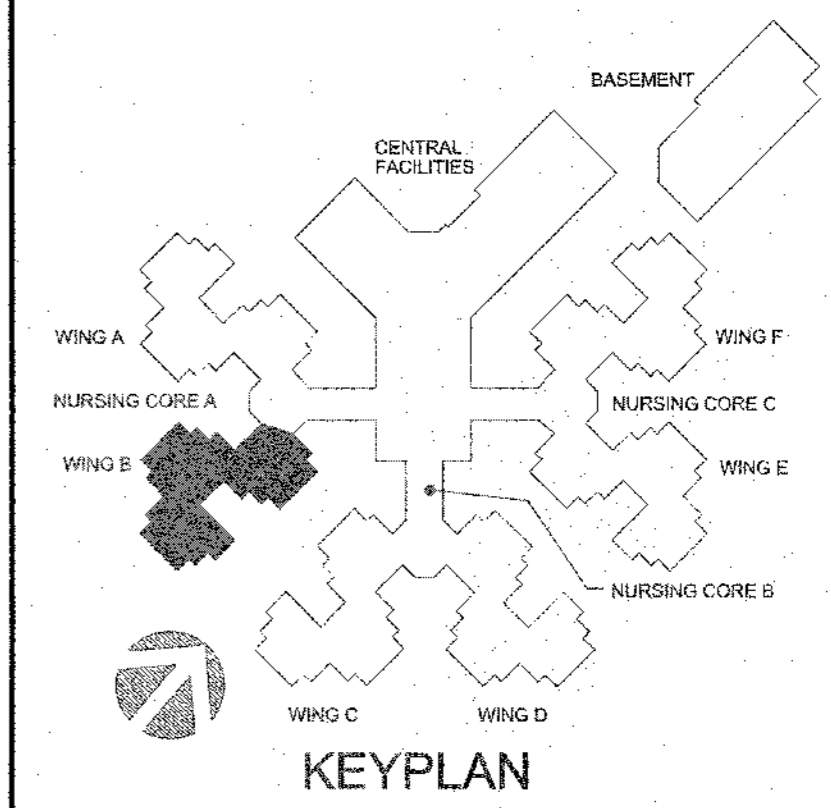 BASEMENT
CENTRAL
FACILITIES
WING A
WING F
NURSING CORE A
NURSING CORE C
WING B
WING E
NURSING CORE B
WING C
WING D
KEYPLAN